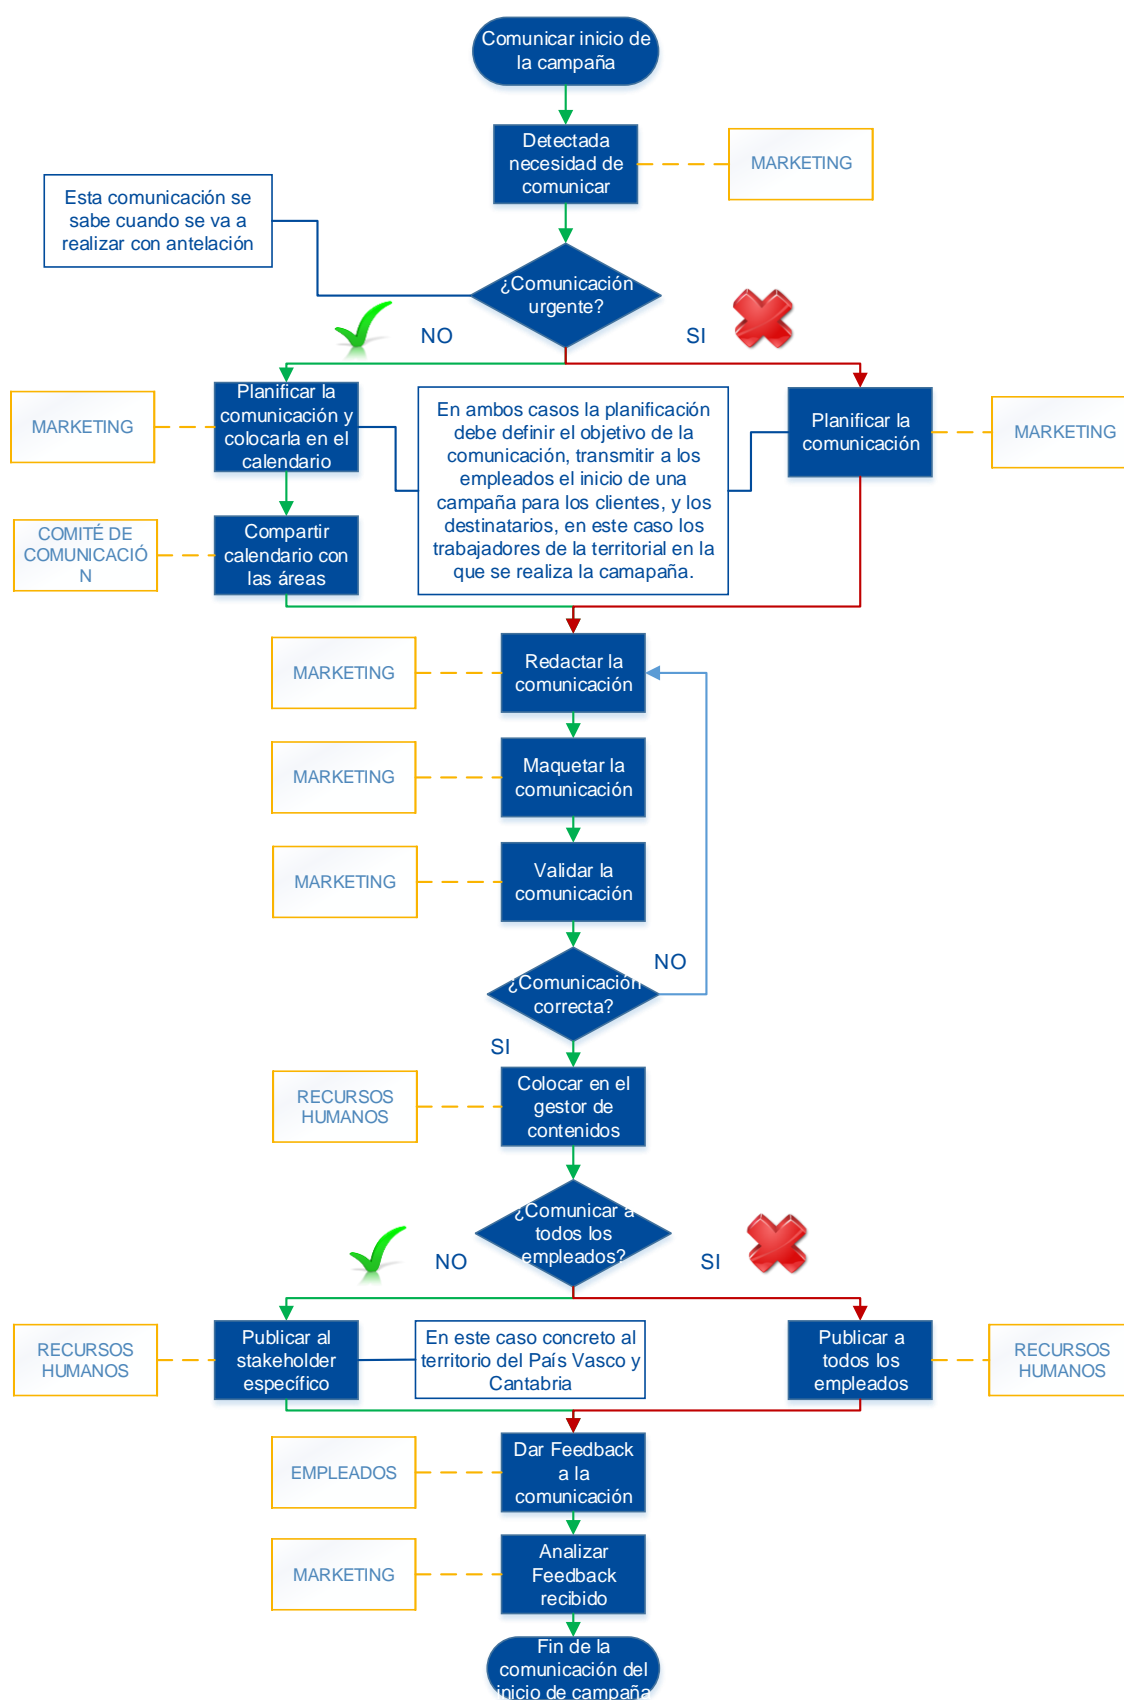 Comunicar inicio de
la campaña
Detectada
necesidad de
comunicar
MARKETING
Esta comunicación se
sabe cuando se va a
realizar con antelación
¿Comunicación
urgente?
NO
SI
MARKETING
Planificar la
comunicación y
colocarla en el
calendario
En ambos casos la planificación
debe definir el objetivo de la
comunicación, transmitir a los
empleados el inicio de una
campaña para los clientes, y los
destinatarios, en este caso los
trabajadores de la territorial en la
que se realiza la camapaña.
Planificar la
comunicación
MARKETING
COMITÉ DE
COMUNICACIÓ
N
Compartir
calendario con
las áreas
MARKETING
Redactar la
comunicación
MARKETING
Maquetar la
comunicación
MARKETING
Validar la
comunicación
¿Comunicación
correcta?
NO
SI
RECURSOS
HUMANOS
Colocar en el
gestor de
contenidos
¿Comunicar a
todos los
empleados?
NO
SI
RECURSOS
HUMANOS
Publicar al
stakeholder
específico
En este caso concreto al
territorio del País Vasco y
Cantabria
Publicar a
todos los
empleados
RECURSOS
HUMANOS
EMPLEADOS
Dar Feedback
a la
comunicación
MARKETING
Analizar
Feedback
recibido
Fin de la
comunicación del
inicio de campaña